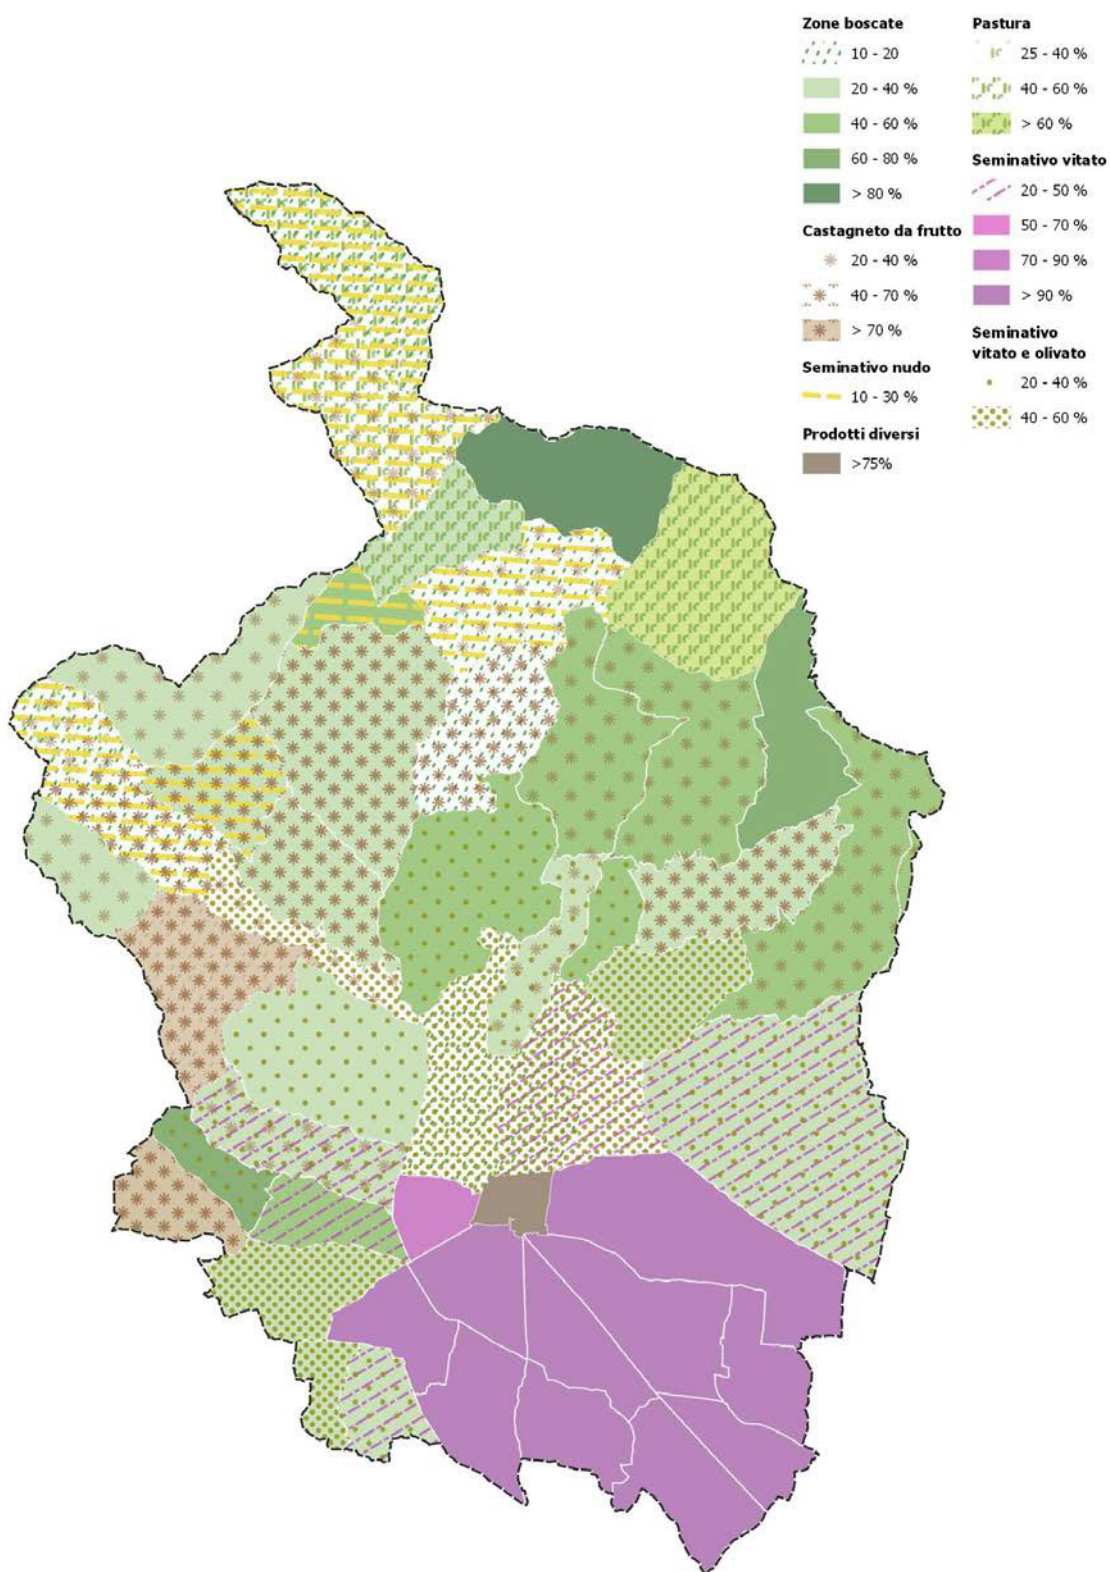 Zone boscate
10 - 20
20 - 40 %
40 - 60 %
60 - 80 %
> 80 %
Castagneto da frutto
20 - 40 %
40 - 70 %
> 70 %
Seminativo nudo
10 - 30 %
Prodotti diversi
>75%
Pastura
25 - 40 %
40 - 60 %
> 60 %
Seminativo vitato
20 - 50 %
50 - 70 %
70 - 90 %
> 90 %
Seminativo
vitato e olivato
20 - 40 %
40 - 60 %